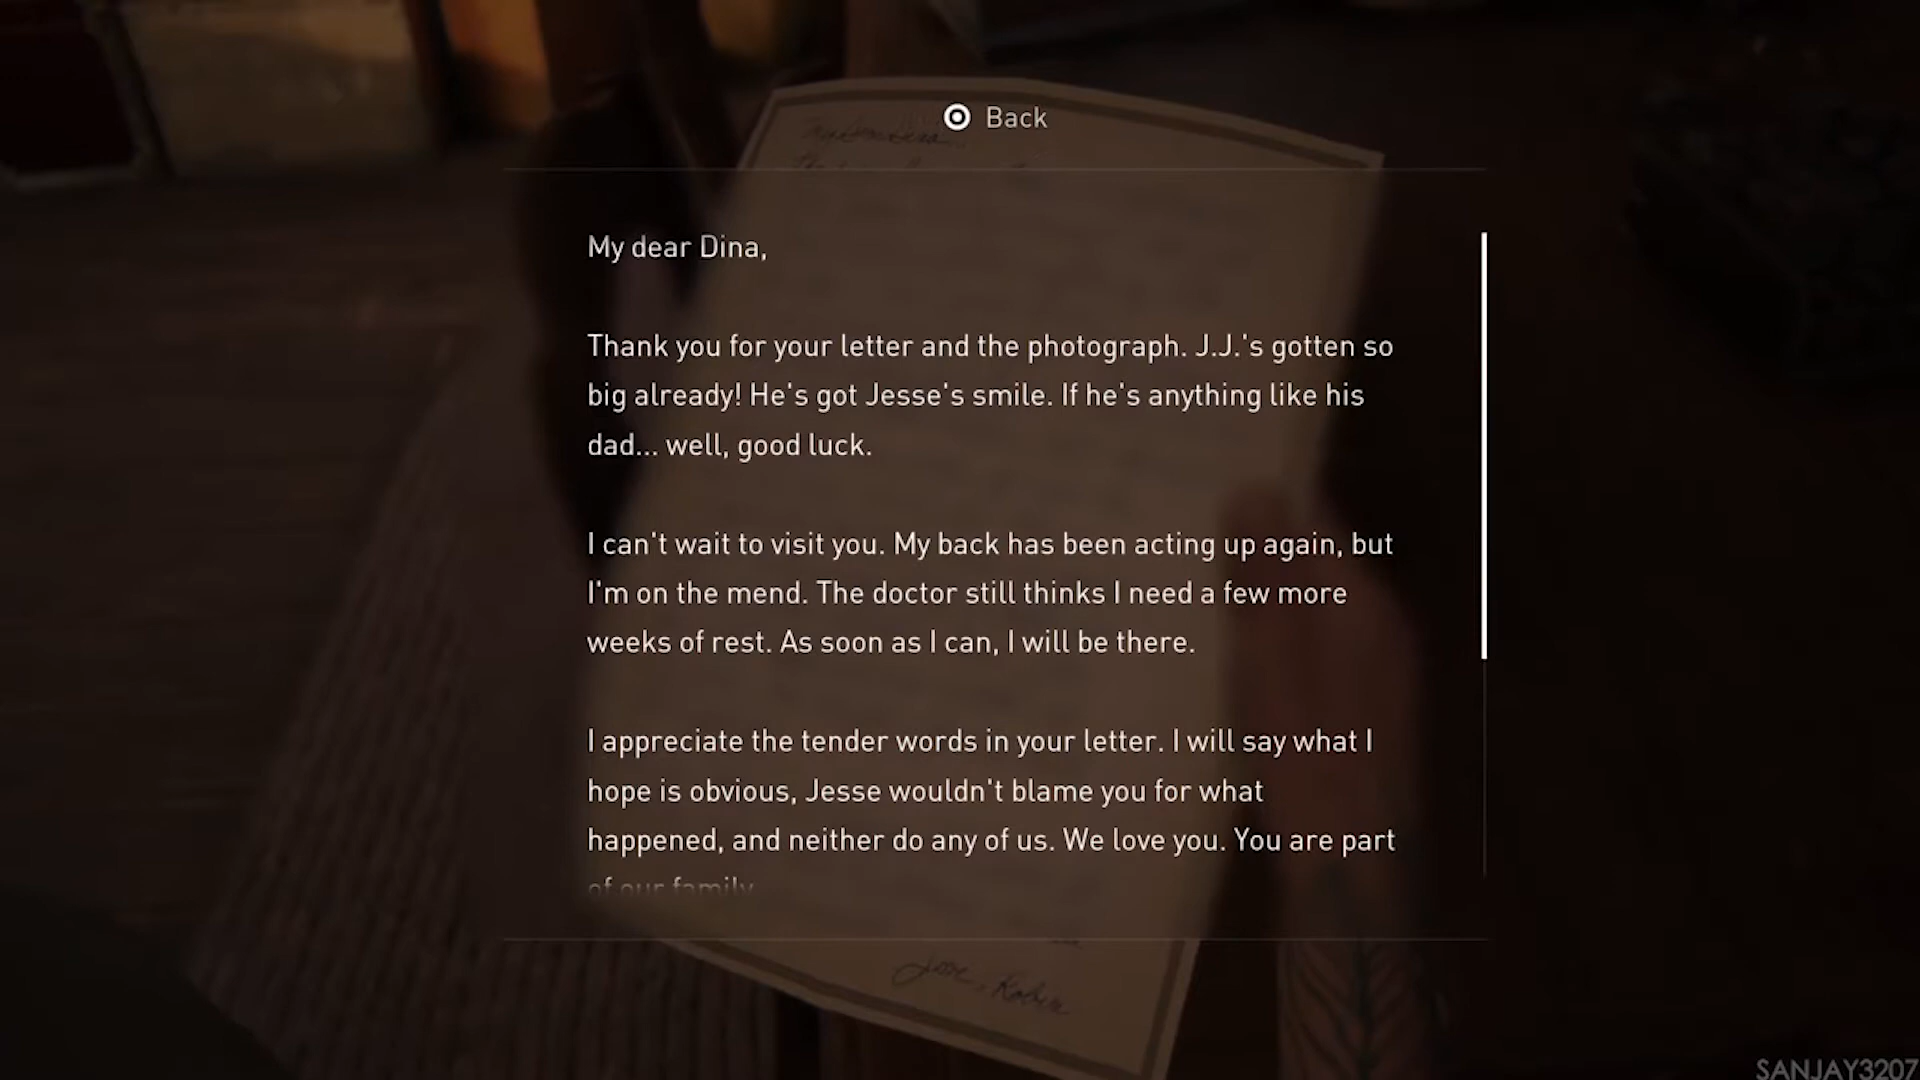 Back
My dear Dina,
Thank you for your letter and the photograph. J.J.'s gotten so
big already! He's got Jesse's smile. If he's anything like his
dad... well, good luck.
I can't wait to visit you. My back has been acting up again, but
I'm on the mend. The doctor still thinks I need a few more
weeks of rest. As soon as I can, I will be there.
I appreciate the tender words in your letter. I will say what I
hope is obvious, Jesse wouldn't blame you for what
happened, and neither do any of us. We love you. You are part
of our family
Robin
SANJAY3207